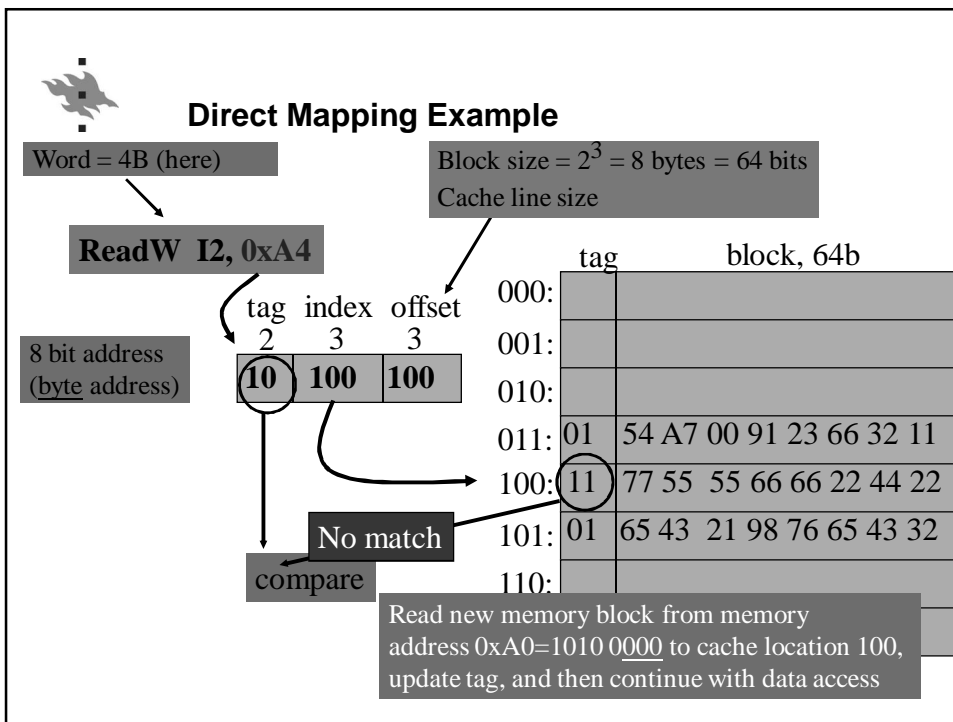 Direct Mapping Example
Word = 4B (here)
Block size = 2^3 = 8 bytes = 64 bits
Cache line size
ReadW I2, 0xA4
tag index offset
2 3 3
8 bit address
(byte address)
10 100 100
tag block, 64b
000:
001:
010:
011: 01 54 A7 00 91 23 66 32 11
100: 11 77 55 55 66 66 22 44 22
101: 01 65 43 21 98 76 65 43 32
110:
No match
compare
Read new memory block from memory
address 0xA0=1010 0000 to cache location 100,
update tag, and then continue with data access